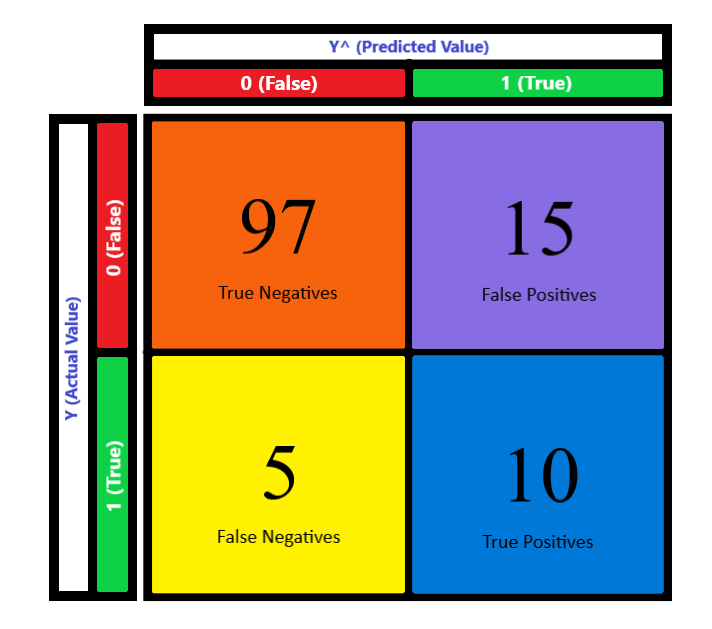 Y^ (Predicted Value)
0 (False)
1 (True)
Y (Actual Value)
0 (False)
97
True Negatives
15
False Positives
1 (True)
5
False Negatives
10
True Positives